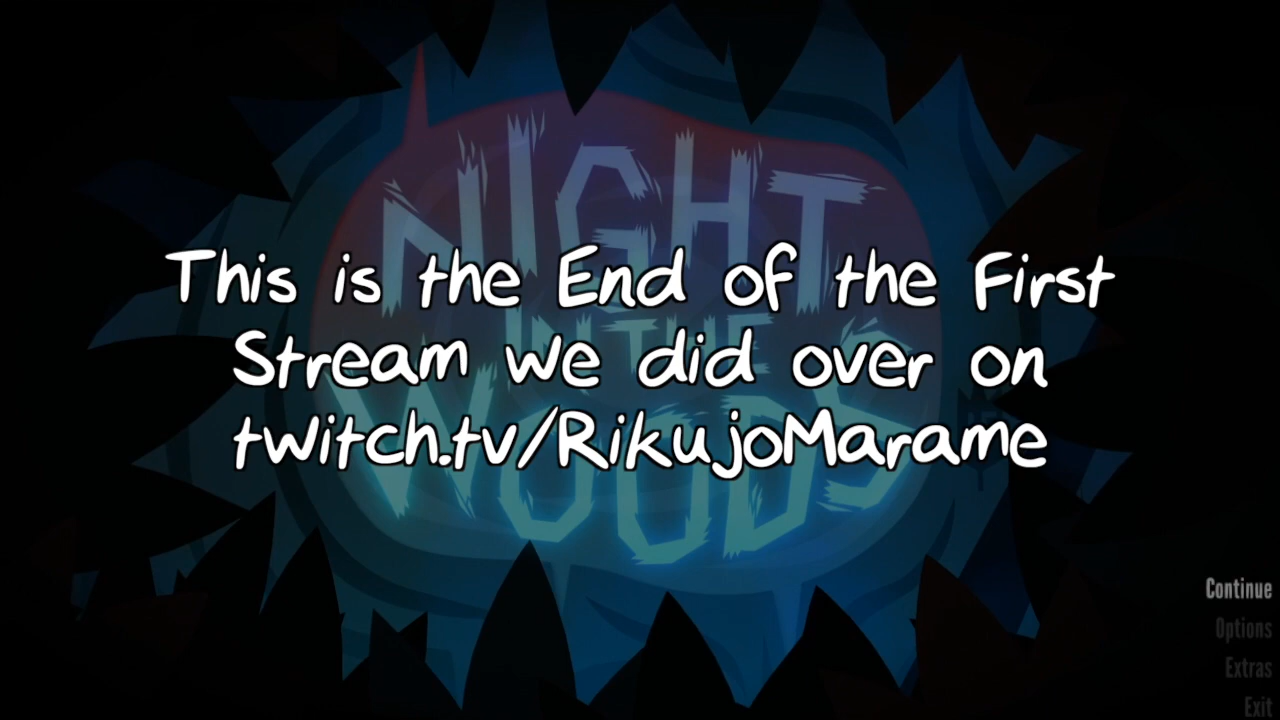 NIGHT
IN THE
WOODS
This is the End of the First
Stream we did over on
twitch.tv/RikujoMarame
Continue
Options
Extras
Exit